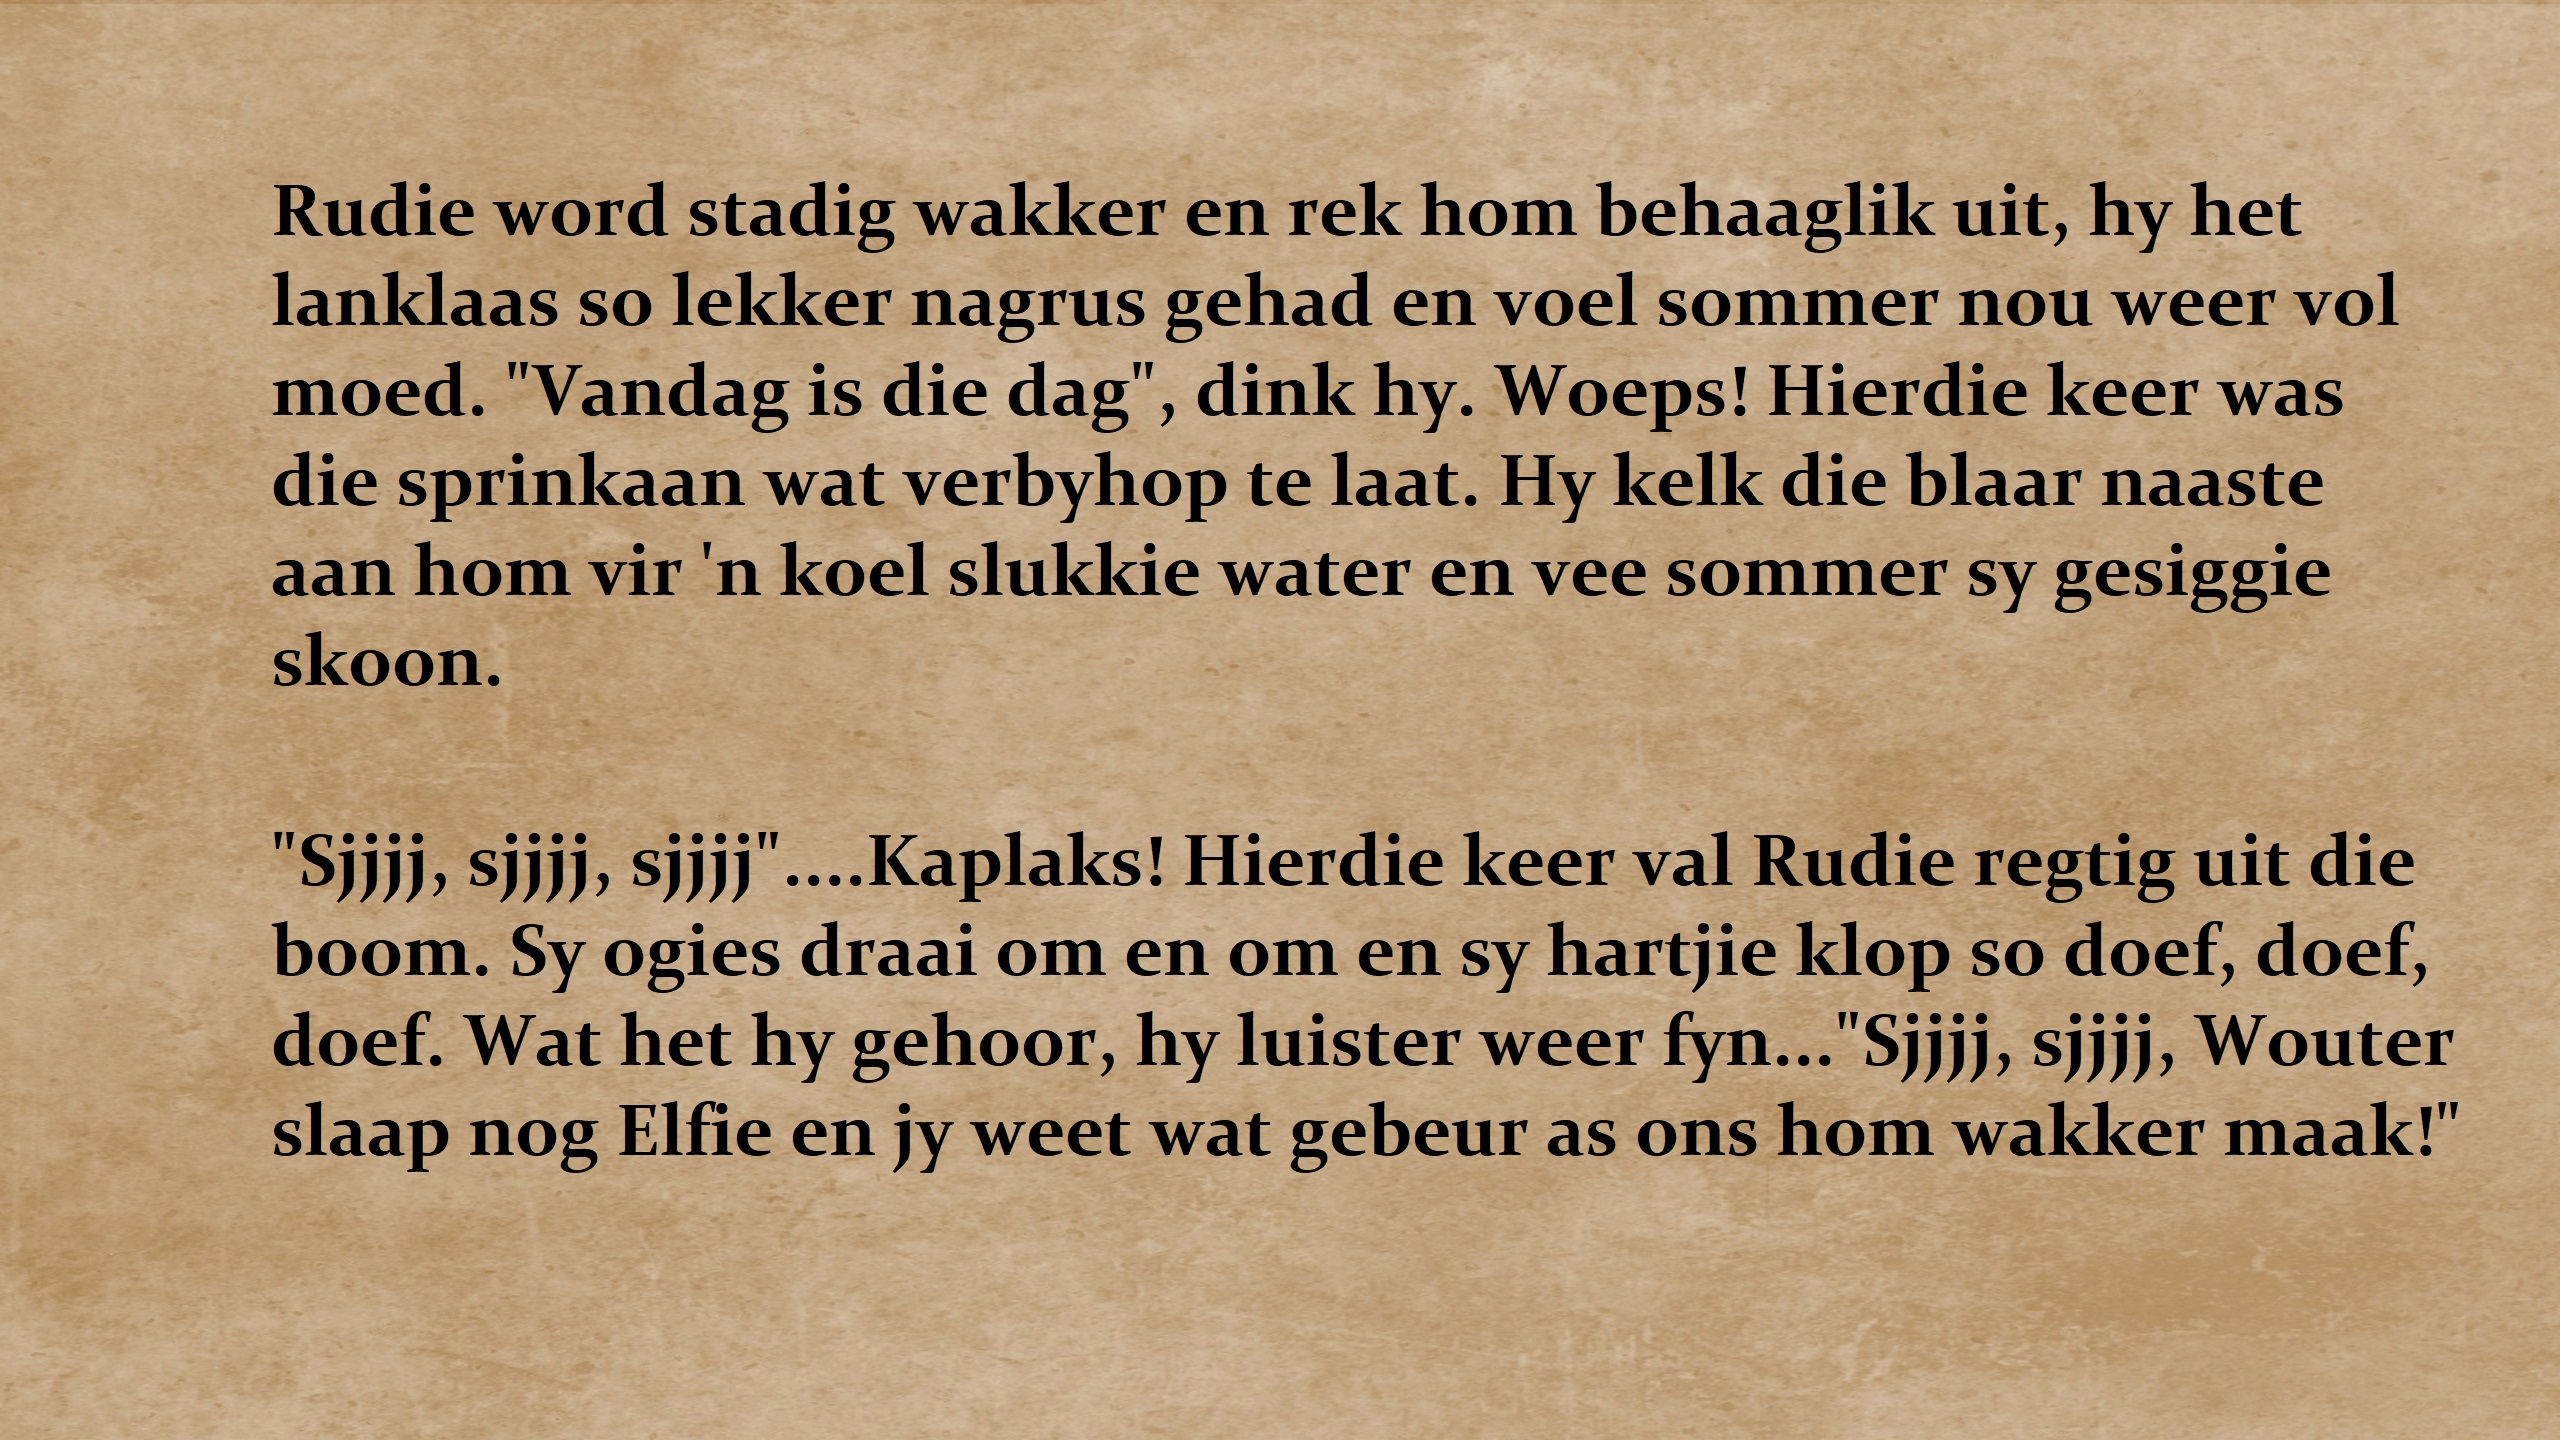 Rudie word stadig wakker en rek hom behaaglik uit, hy het
lanklaas so lekker nagrus gehad en voel sommer nou weer vol
moed. "Vandag is die dag", dink hy. Woeps! Hierdie keer was
die sprinkaan wat verbyhop te laat. Hy kelk die blaar naaste
aan hom vir 'n koel slukkie water en vee sommer sy gesiggie
skoon.
"Sjjjj, sjjjj, sjjjj"....Kaplaks! Hierdie keer val Rudie regtig uit die
boom. Sy ogies draai om en om en sy hartjie klop so doef, doef,
doef. Wat het hy gehoor, hy luister weer fyn..."Sjjjj, sjjjj, Wouter
slaap nog Elfie en jy weet wat gebeur as ons hom wakker maak!"